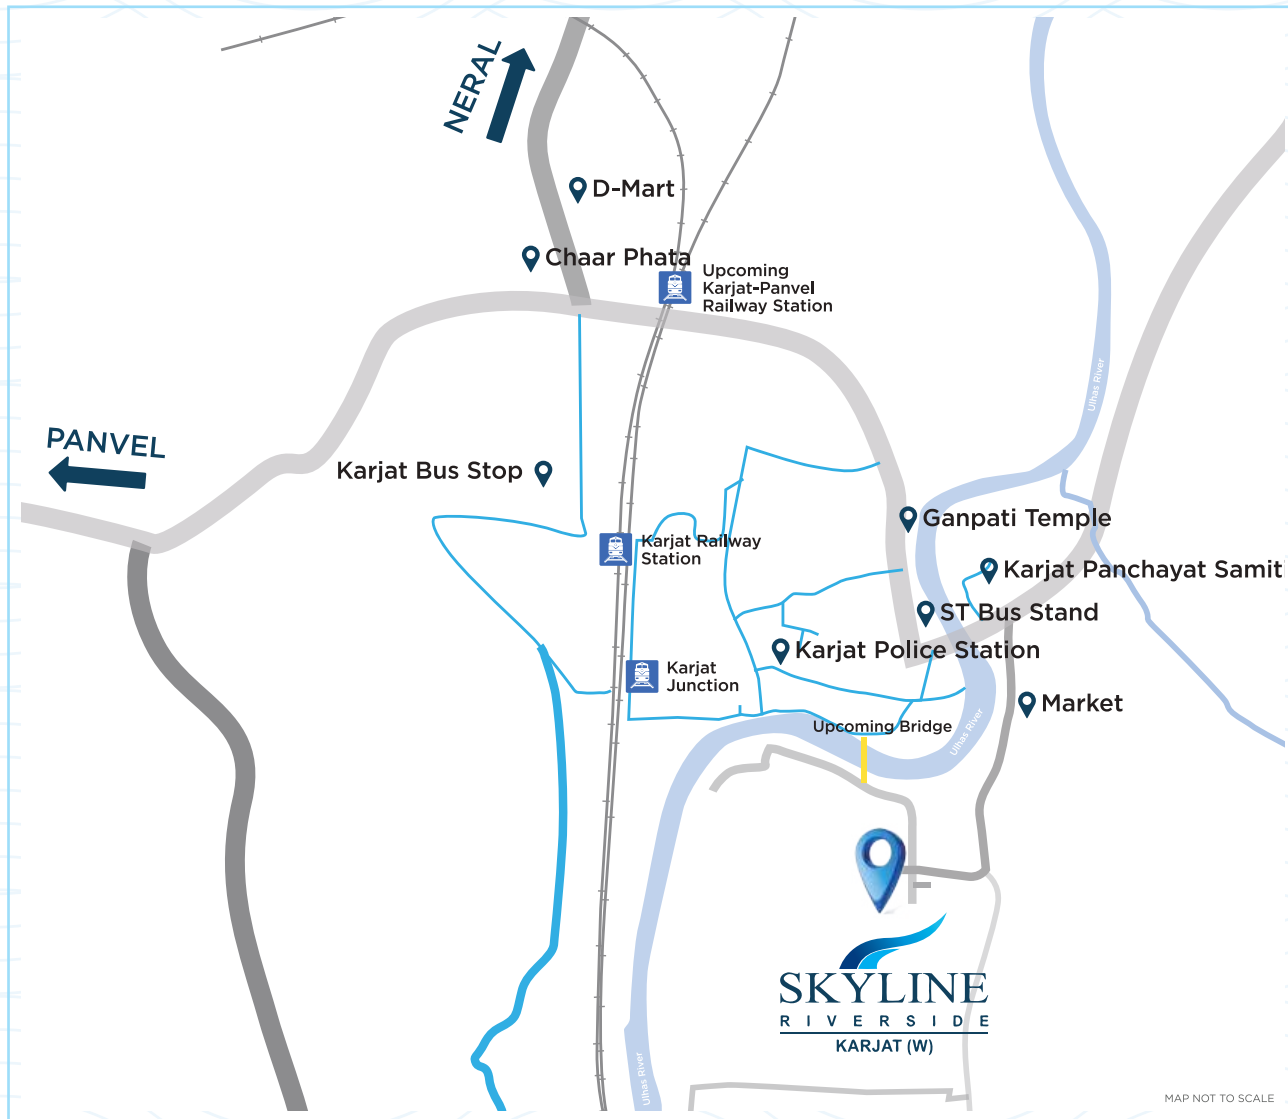 NERAL
D-Mart
Chaar Phata
Upcoming
Karjat-Panvel
Railway Station
Ulhas River
PANVEL
Karjat Bus Stop
Ganpati Temple
Karjat Railway
Station
Karjat Panchayat Samit
ST Bus Stand
Karjat Police Station
Karjat
Junction
Market
Upcoming Bridge
Ulhas River
SKYLINE
RIVERSIDE
KARJAT (W)
Ulhas River
MAP NOT TO SCALE